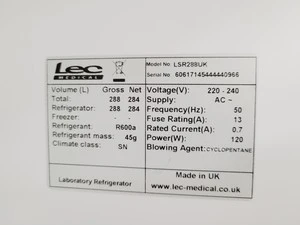 Lec
MEDICAL
Model No: LSR288UK
Serial No: 60617145444440966
Volume (L) Gross Net
Total: 288 284
Refrigerator: 288 284
Freezer: - -
Refrigerant: R600a
Refrigerant mass: 45g
Climate class: SN
Voltage(V): 220 - 240
Supply: AC ~
Frequency(Hz): 50
Fuse Rating(A): 13
Rated Current(A): 0.7
Power(W): 120
Blowing Agent: CYCLOPENTANE
Laboratory Refrigerator
Made in UK
www.lec-medical.co.uk